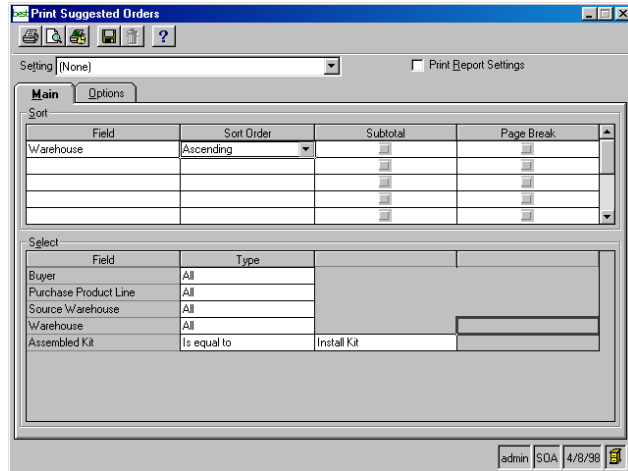 best Print Suggested Orders
?
Setting (None) Print Report Settings
Main Options
Sort
Field Sort Order Subtotal Page Break
Warehouse Ascending
Select
Field Type
Buyer All
Purchase Product Line All
Source Warehouse All
Warehouse All
Assembled Kit Is equal to Install Kit
admin SOA 4/8/98